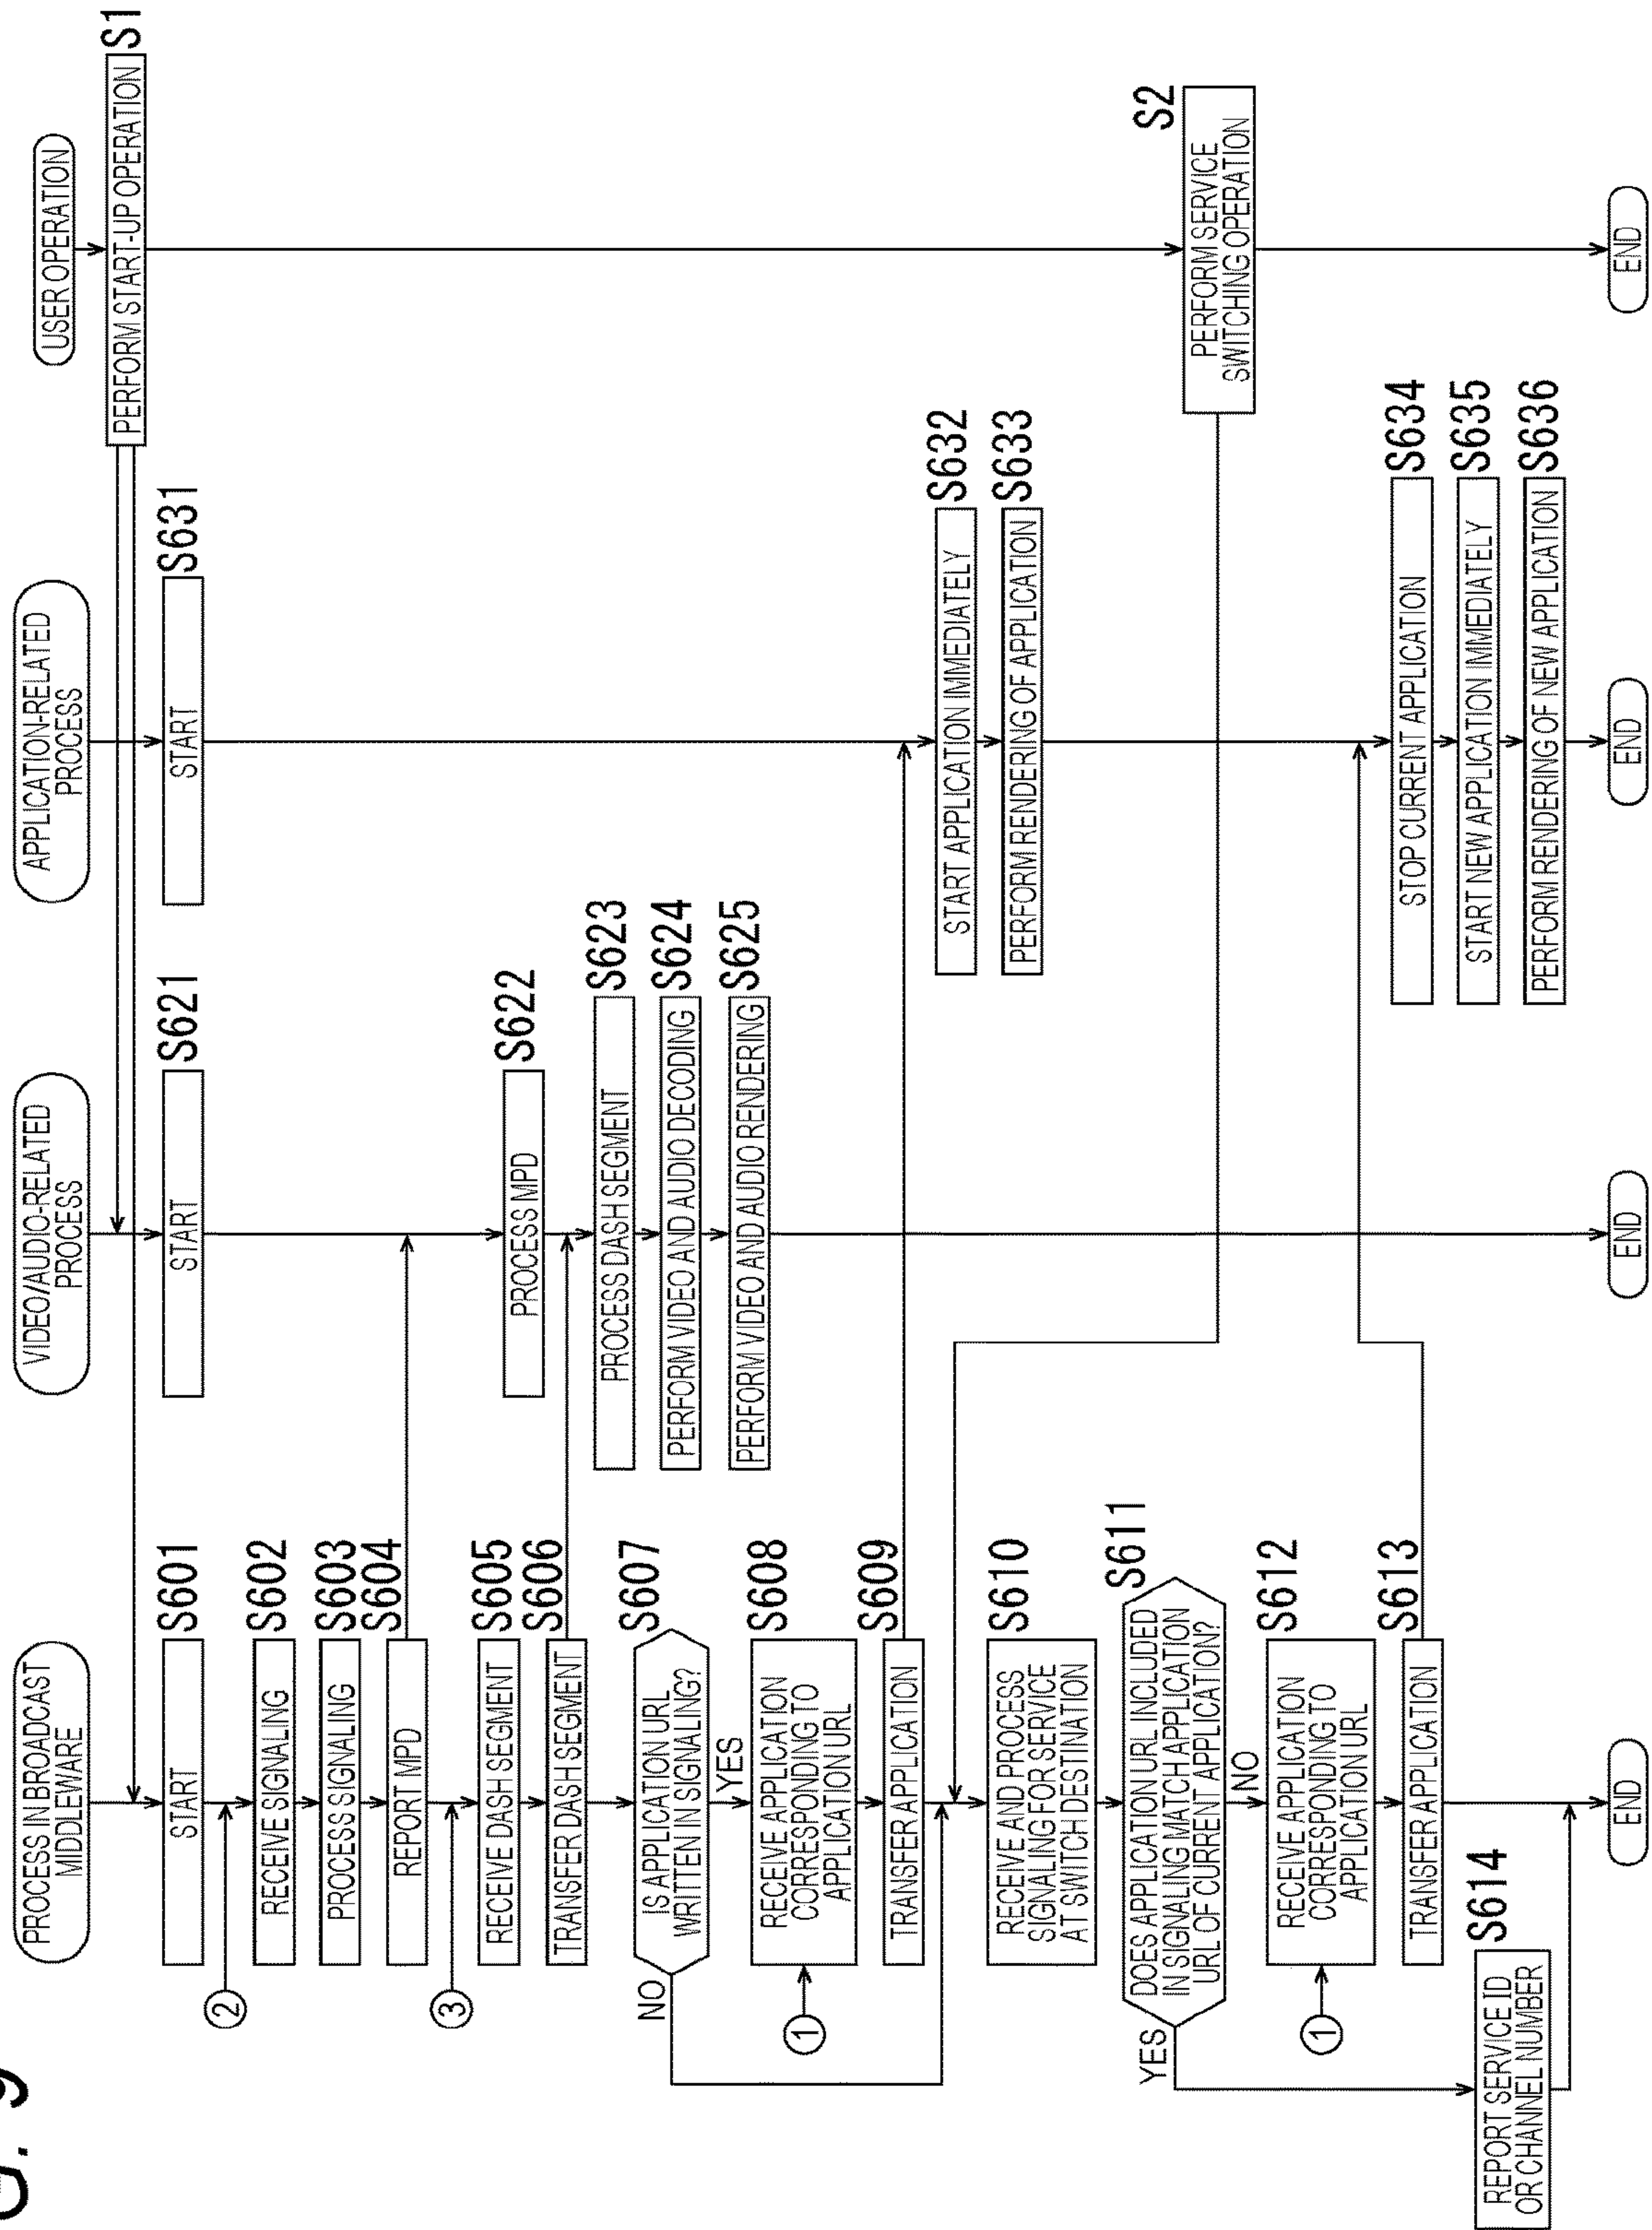 PROCESS IN BROADCAST
MIDDLEWARE
START
S601
2
RECEIVE SIGNALING
S602
PROCESS SIGNALING
S603
REPORT MPD
S604
3
RECEIVE DASH SEGMENT
S605
TRANSFER DASH SEGMENT
S606
IS APPLICATION URL
WRITTEN IN SIGNALING?
S607
NO
YES
RECEIVE APPLICATION
CORRESPONDING TO
APPLICATION URL
S608
1
TRANSFER APPLICATION
S609
RECEIVE AND PROCESS
SIGNALING FOR SERVICE
AT SWITCH DESTINATION
S610
DOES APPLICATION URL INCLUDED
IN SIGNALING MATCH APPLICATION
URL OF CURRENT APPLICATION?
S611
YES
NO
RECEIVE APPLICATION
CORRESPONDING TO
APPLICATION URL
S612
1
TRANSFER APPLICATION
S613
REPORT SERVICE ID
OR CHANNEL NUMBER
S614
END
VIDEO/AUDIO-RELATED
PROCESS
START
S621
PROCESS MPD
S622
PROCESS DASH SEGMENT
S623
PERFORM VIDEO AND AUDIO DECODING
S624
PERFORM VIDEO AND AUDIO RENDERING
S625
END
APPLICATION-RELATED
PROCESS
START
S631
START APPLICATION IMMEDIATELY
S632
PERFORM RENDERING OF APPLICATION
S633
STOP CURRENT APPLICATION
S634
START NEW APPLICATION IMMEDIATELY
S635
PERFORM RENDERING OF NEW APPLICATION
S636
END
USER OPERATION
PERFORM START-UP OPERATION
S1
PERFORM SERVICE
SWITCHING OPERATION
S2
END